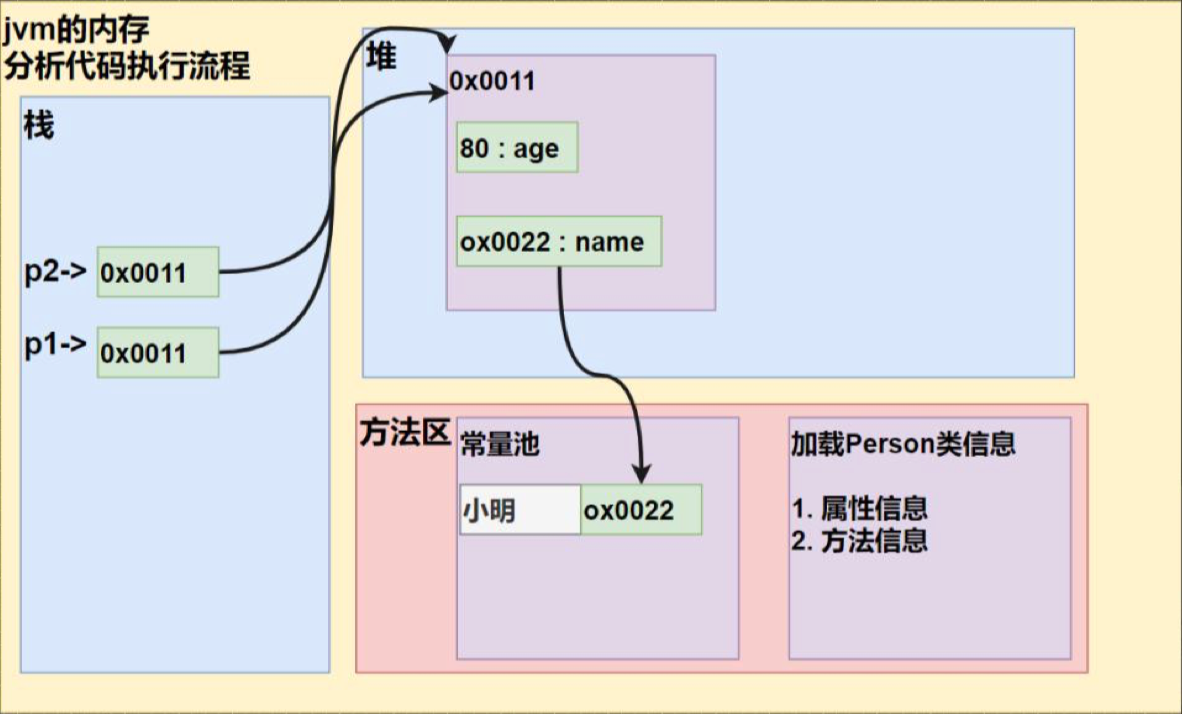 jvm的内存
分析代码执行流程
栈
p2-> 0x0011
p1-> 0x0011
堆
0x0011
80 : age
ox0022 : name
方法区
常量池
小明 ox0022
加载Person类信息
1. 属性信息
2. 方法信息